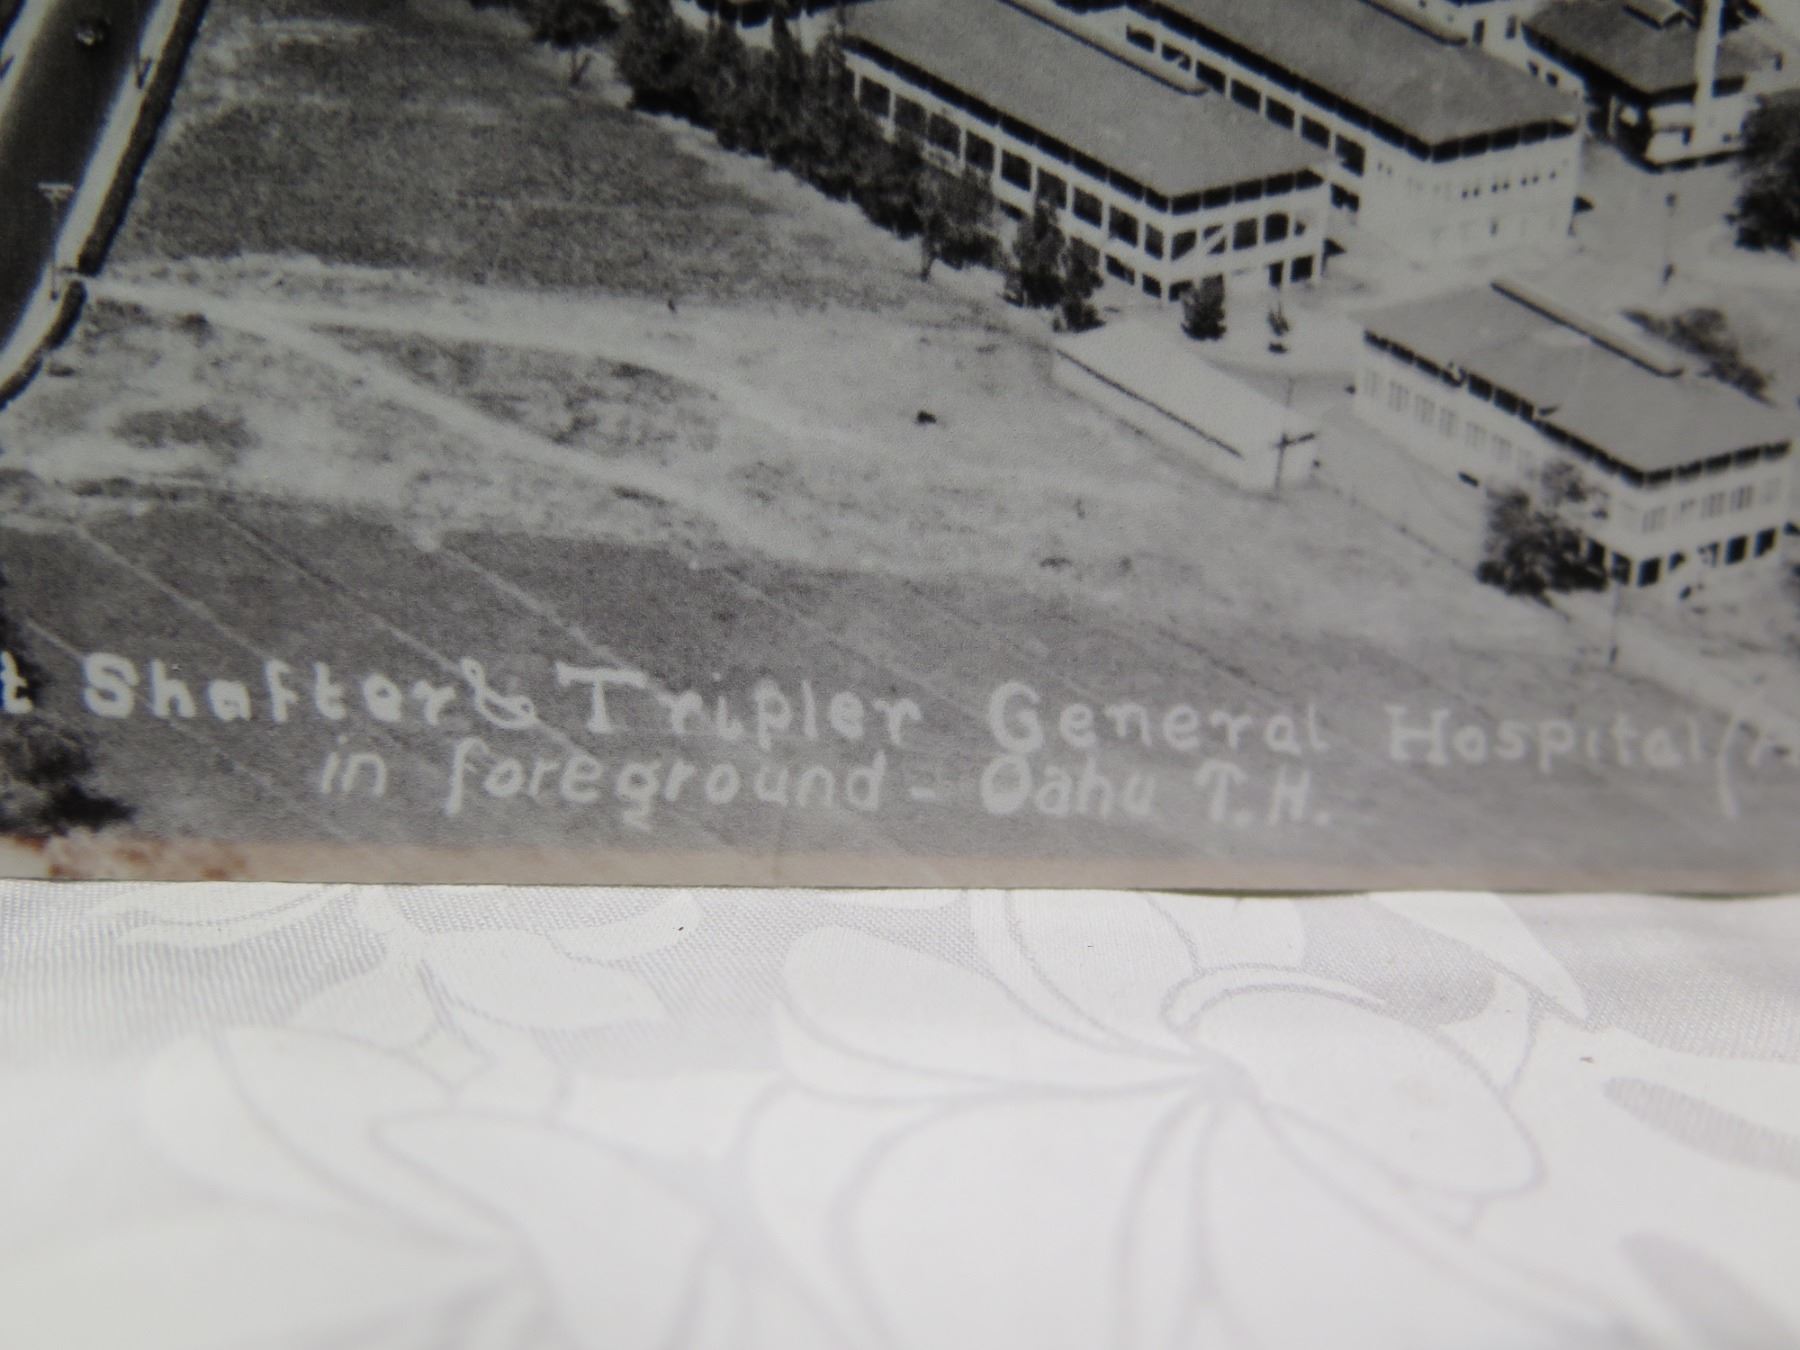 t Shafter & Tripler General Hospital (
in foreground - Oahu T.H.